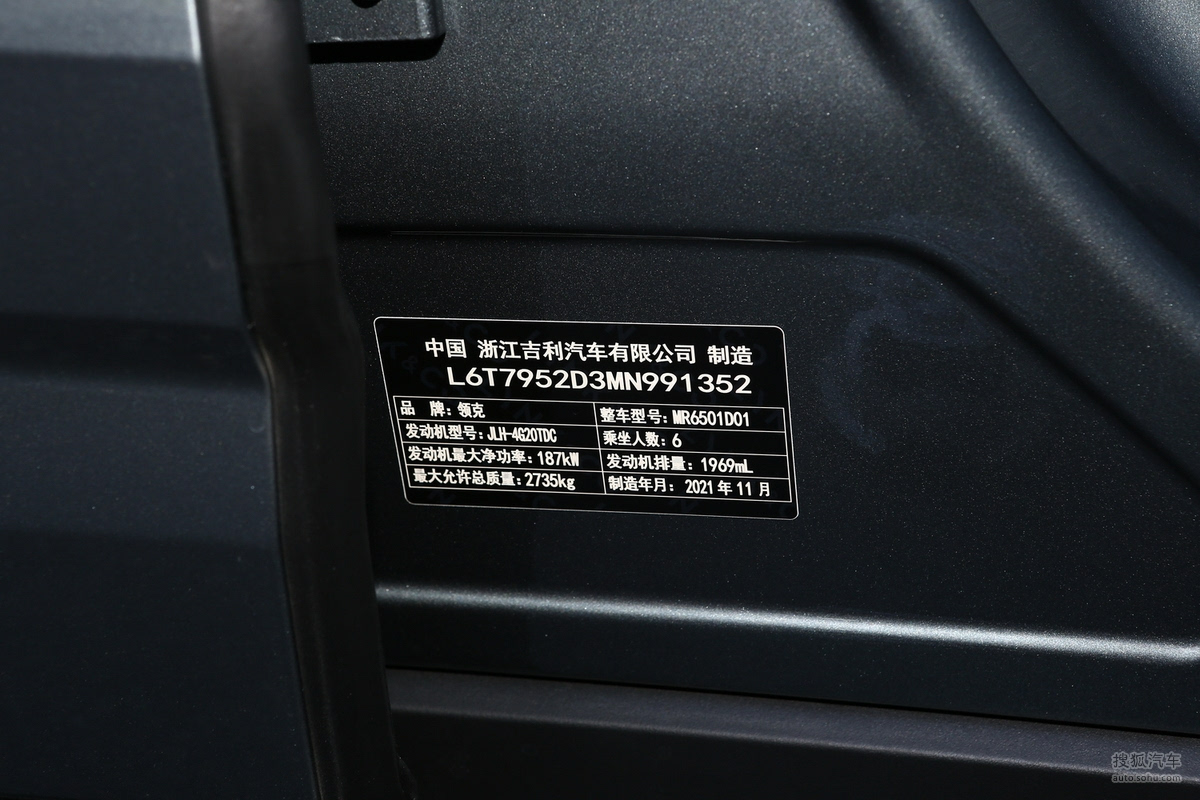 中国 浙江吉利汽车有限公司 制造
L6T7952D3MN991352
品 牌：领克 整车型号：MR6501D01
发动机型号：JLH-4G20TDC 乘坐人数：6
发动机最大净功率：187kW 发动机排量：1969mL
最大允许总质量：2735kg 制造年月：2021年11月
搜狐汽车
auto.sohu.com